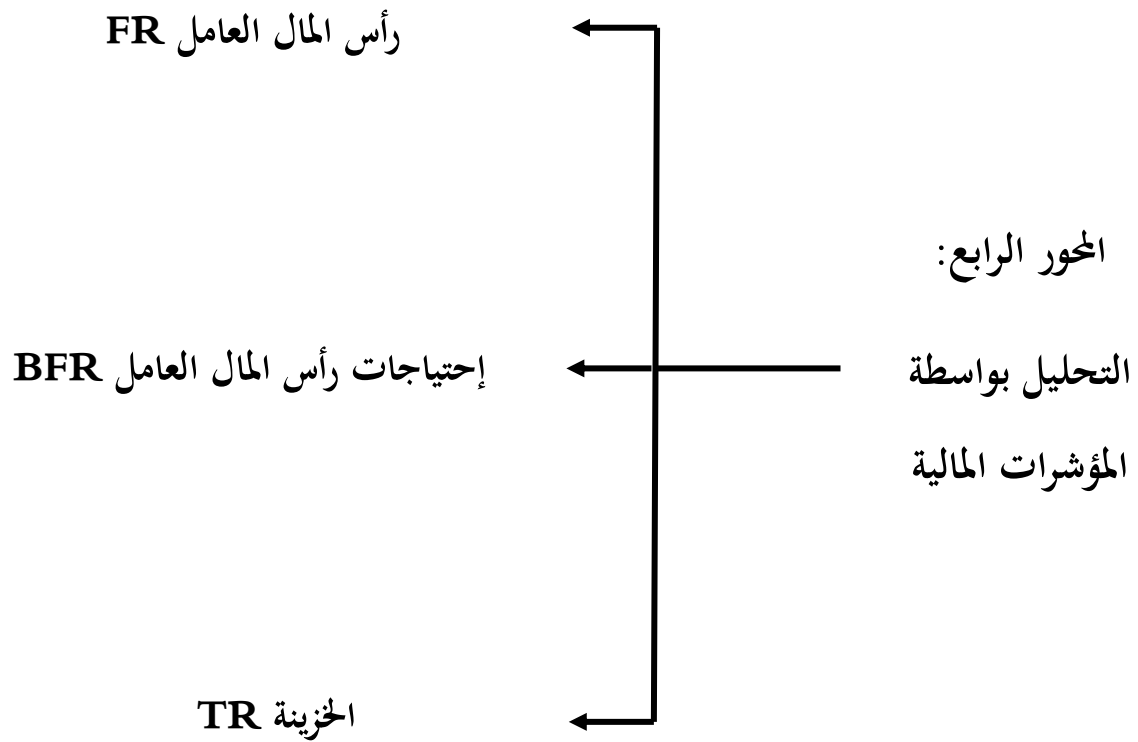 المحور الرابع:
التحليل بواسطة
المؤشرات المالية
رأس المال العامل FR
إحتياجات رأس المال العامل BFR
الخزينة TR